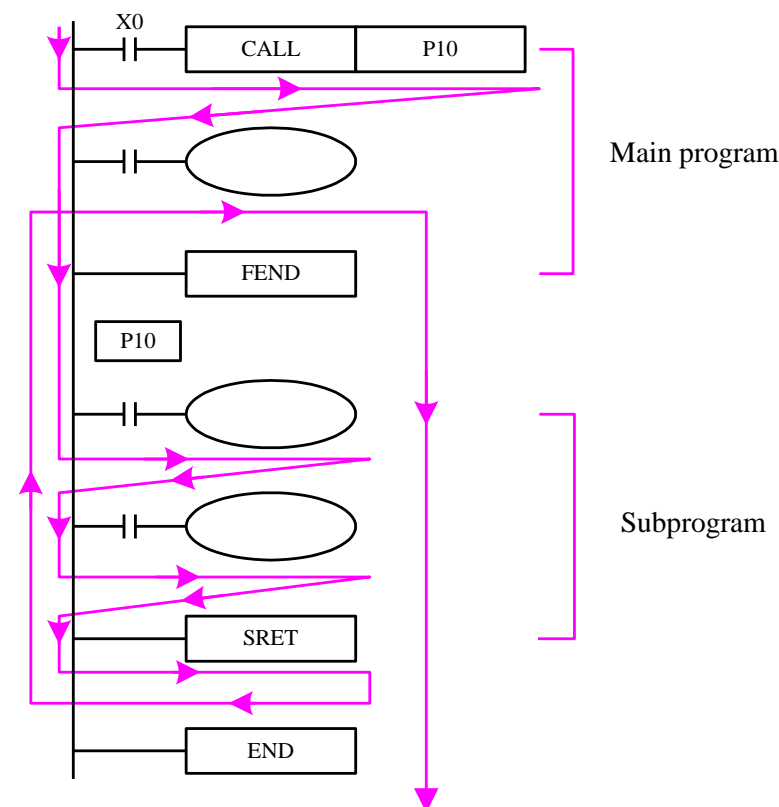 X0
CALL P10
Main program
FEND
P10
Subprogram
SRET
END